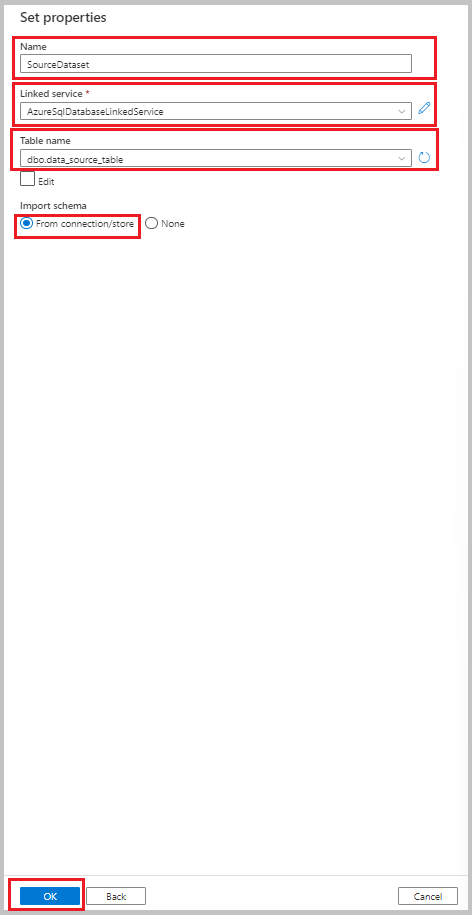 Set properties
Name
SourceDataset
Linked service *
AzureSqlDatabaseLinkedService
Table name
dbo.data_source_table
Edit
Import schema
From connection/store None
OK Back Cancel